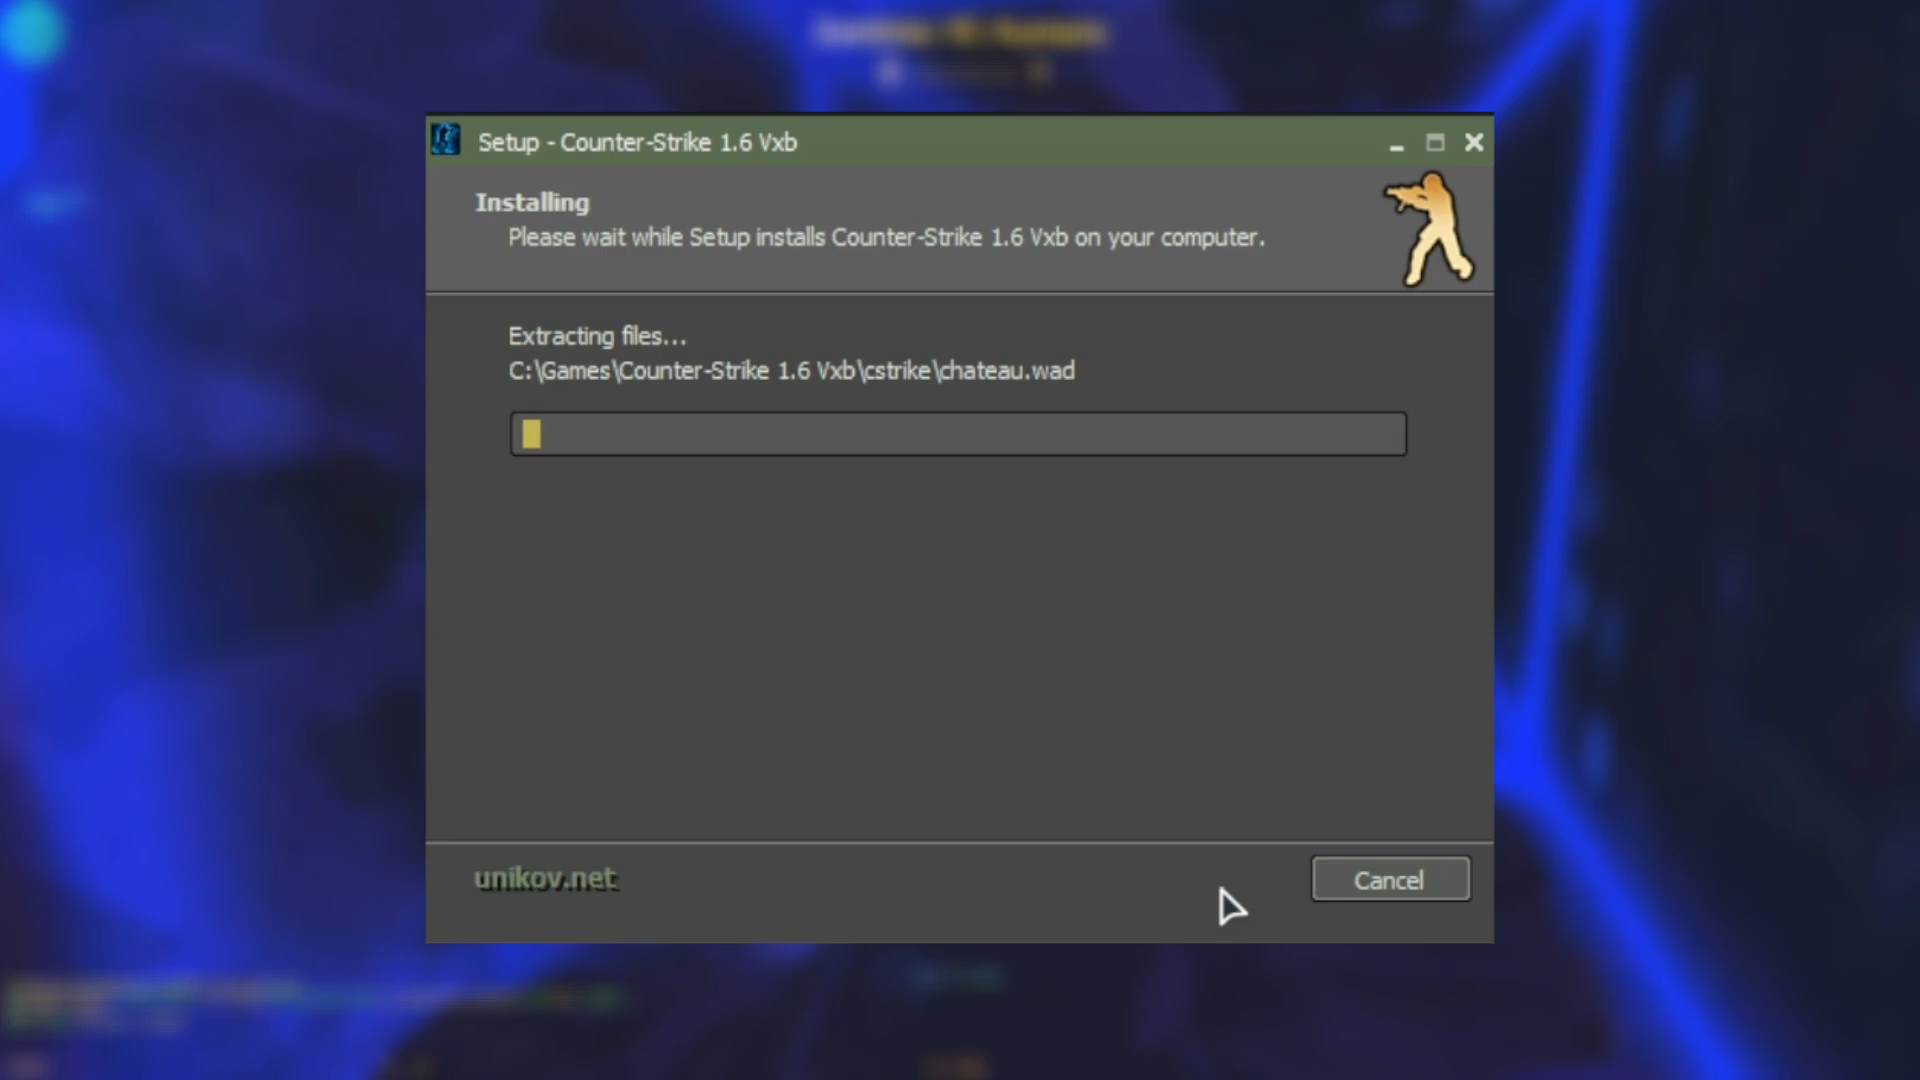 Setup - Counter-Strike 1.6 Vxb
Installing
Please wait while Setup installs Counter-Strike 1.6 Vxb on your computer.
Extracting files...
C:\Games\Counter-Strike 1.6 Vxb\cstrike\chateau.wad
unikov.net
Cancel